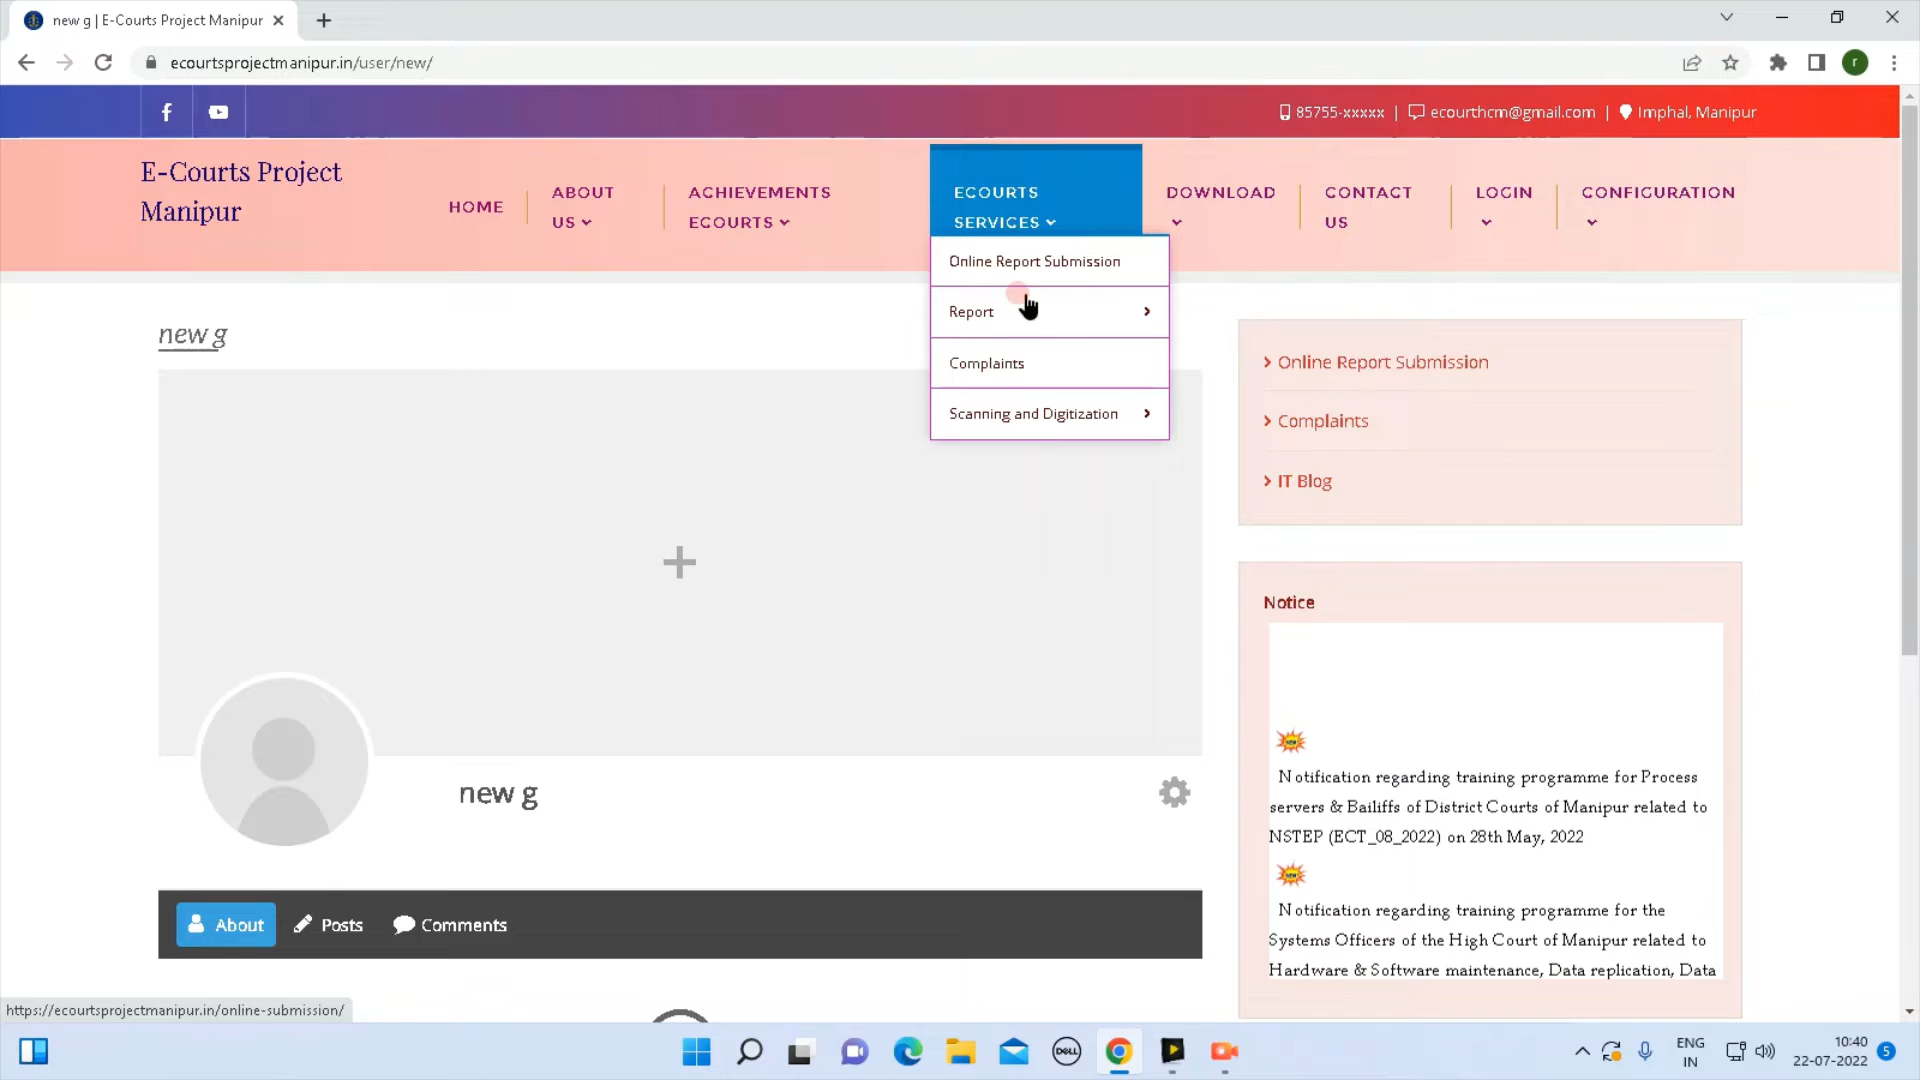 new g | E-Courts Project Manipur
ecourtsprojectmanipur.in/user/new/
r
85755-xxxxx | ecourthcm@gmail.com | Imphal, Manipur
E-Courts Project
Manipur
HOME
ABOUT
US
ACHIEVEMENTS
ECOURTS
ECOURTS
SERVICES
DOWNLOAD
CONTACT
US
LOGIN
CONFIGURATION
Online Report Submission
Report
Complaints
Scanning and Digitization
new g
Online Report Submission
Complaints
IT Blog
Notice
NEW
Notification regarding training programme for Process
servers & Bailiffs of District Courts of Manipur related to
NSTEP (ECT_08_2022) on 28th May, 2022
NEW
Notification regarding training programme for the
Systems Officers of the High Court of Manipur related to
Hardware & Software maintenance, Data replication, Data
new g
About
Posts
Comments
https://ecourtsprojectmanipur.in/online-submission/
DELL
ENG
IN
10:40
22-07-2022
5